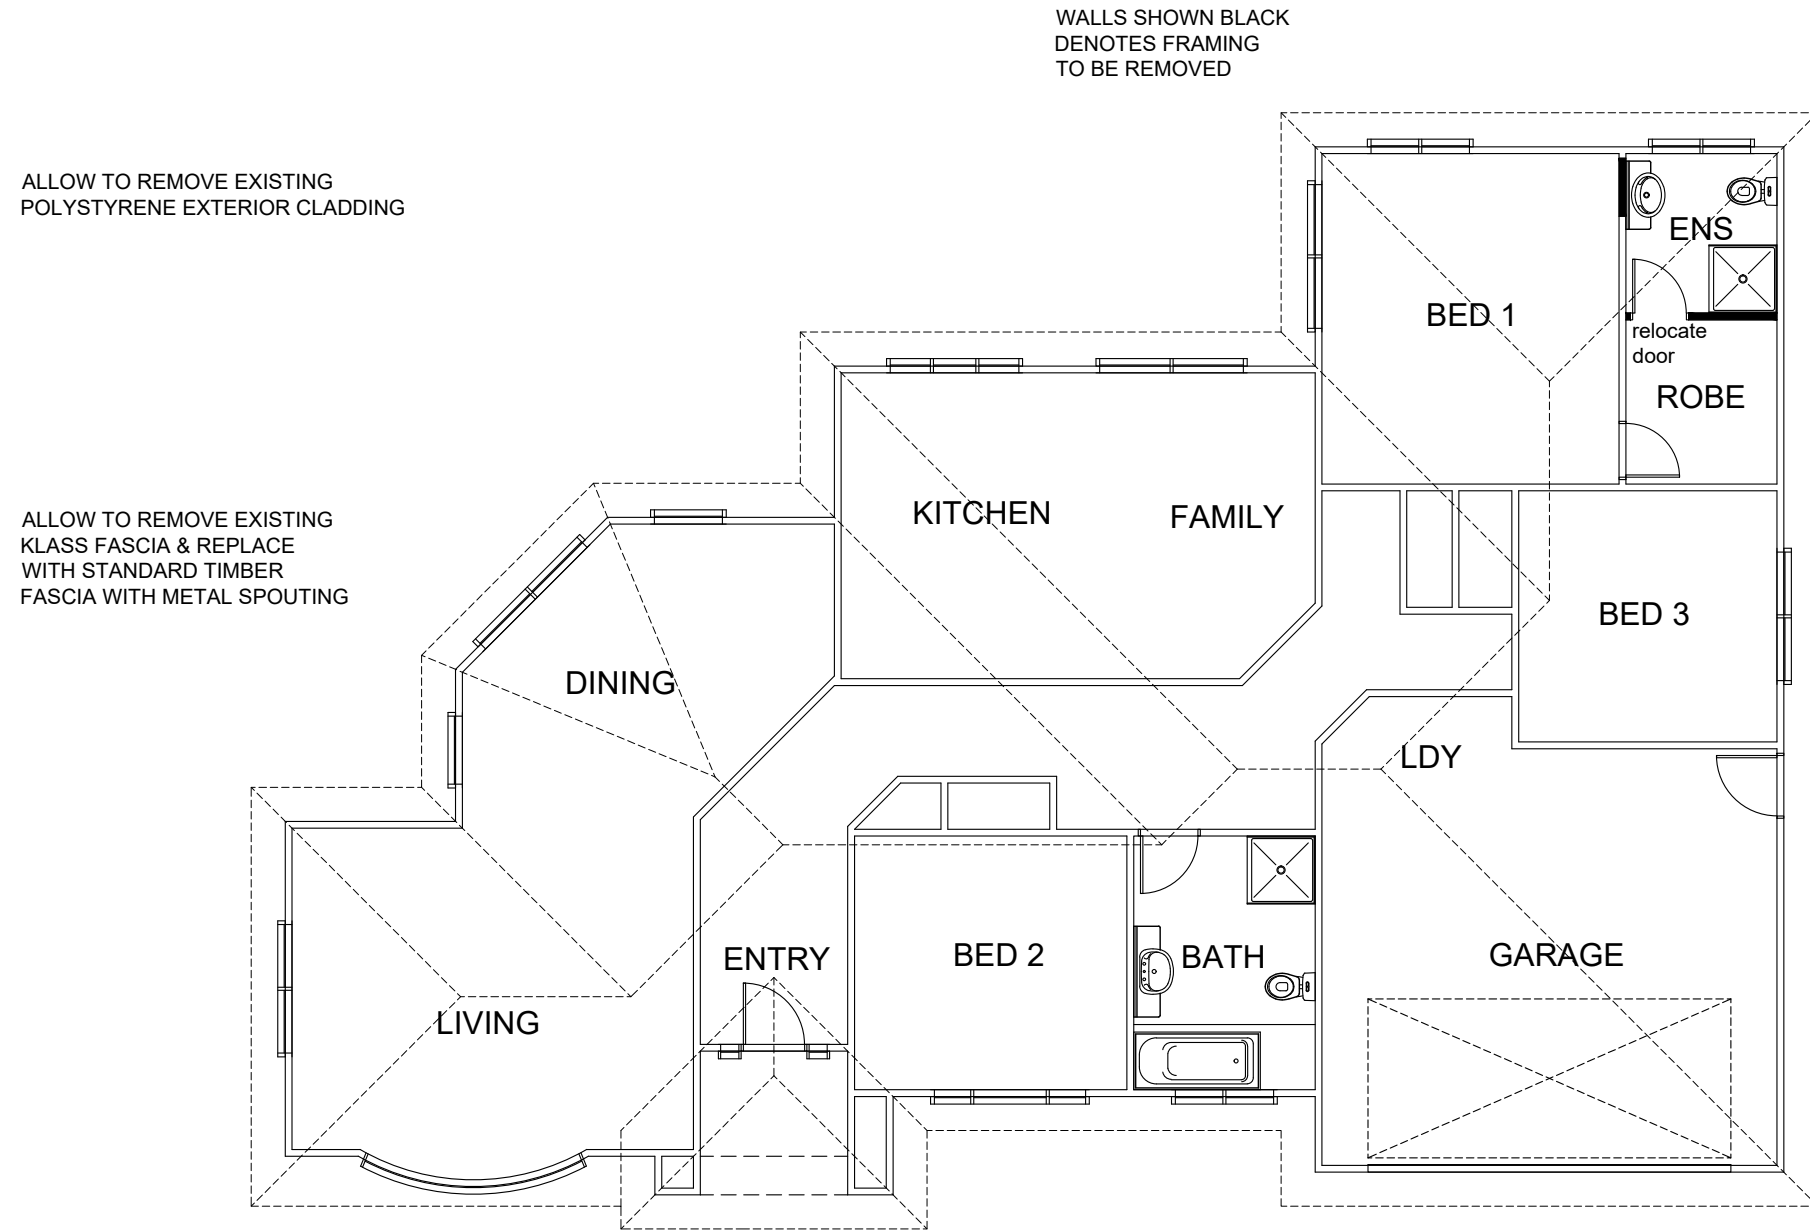 WALLS SHOWN BLACK
DENOTES FRAMING
TO BE REMOVED
ALLOW TO REMOVE EXISTING
POLYSTYRENE EXTERIOR CLADDING
ENS
BED 1
relocate
door
ROBE
ALLOW TO REMOVE EXISTING
KLASS FASCIA & REPLACE
WITH STANDARD TIMBER
FASCIA WITH METAL SPOUTING
KITCHEN
FAMILY
BED 3
DINING
LDY
ENTRY
BED 2
BATH
GARAGE
LIVING